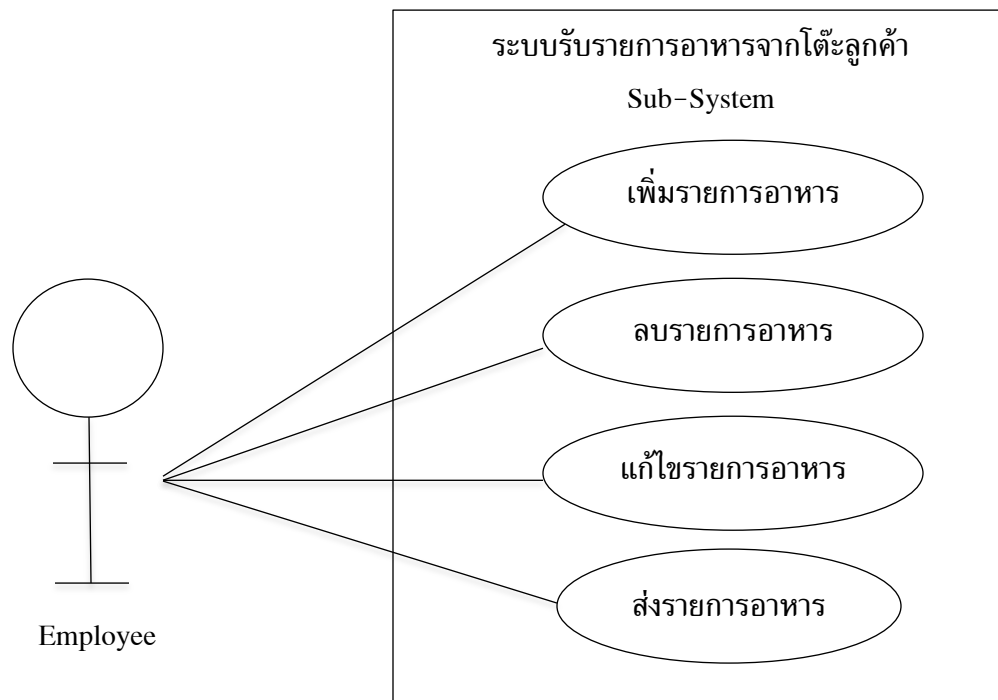 ระบบรับรายการอาหารจากโต๊ะลูกค้า
Sub-System
เพิ่มรายการอาหาร
ลบรายการอาหาร
แก้ไขรายการอาหาร
ส่งรายการอาหาร
Employee